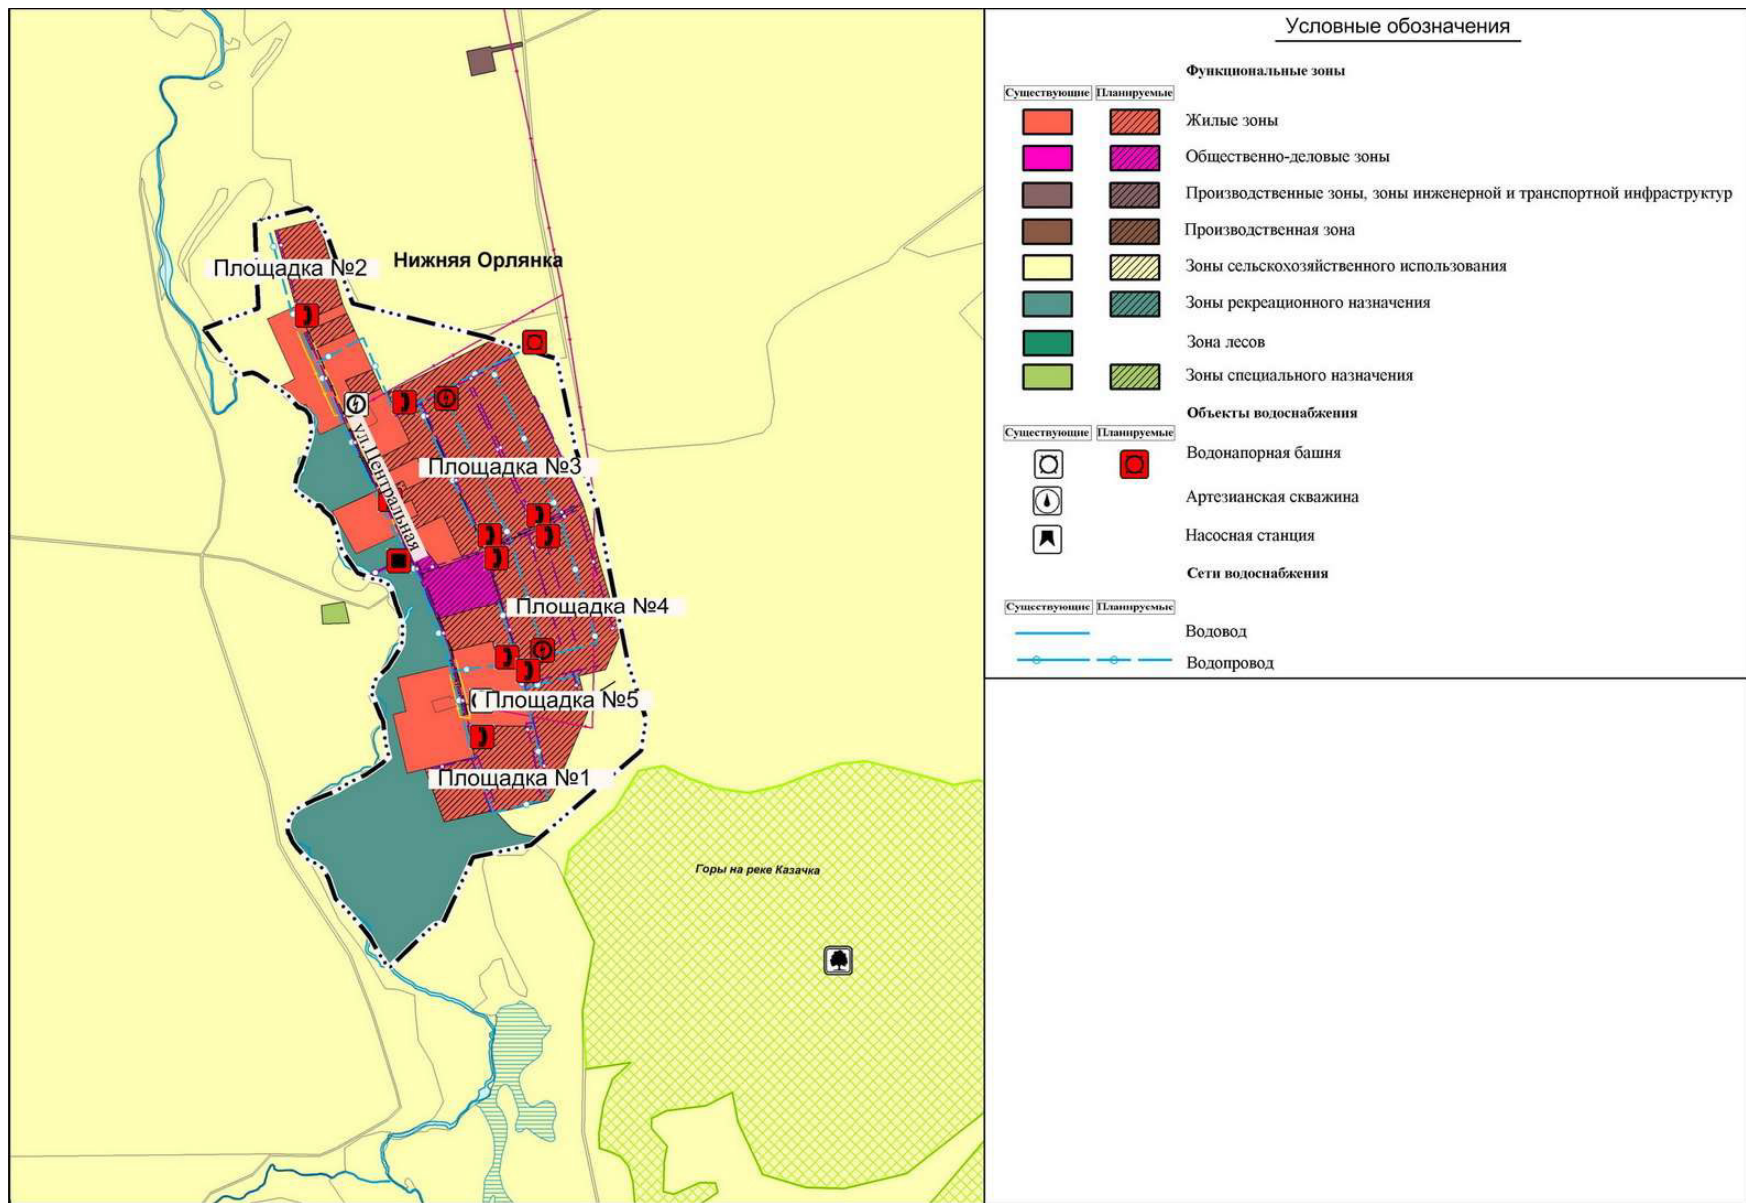 Площадка №2
Нижняя Орлянка
ул.Центральная
Площадка №3
Площадка №4
Площадка №5
Площадка №1
Горы на реке Казачка
Условные обозначения
Функциональные зоны
Существующие Планируемые
Жилые зоны
Общественно-деловые зоны
Производственные зоны, зоны инженерной и транспортной инфраструктур
Производственная зона
Зоны сельскохозяйственного использования
Зоны рекреационного назначения
Зона лесов
Зоны специального назначения
Объекты водоснабжения
Существующие Планируемые
Водонапорная башня
Артезианская скважина
Насосная станция
Сети водоснабжения
Существующие Планируемые
Водовод
Водопровод